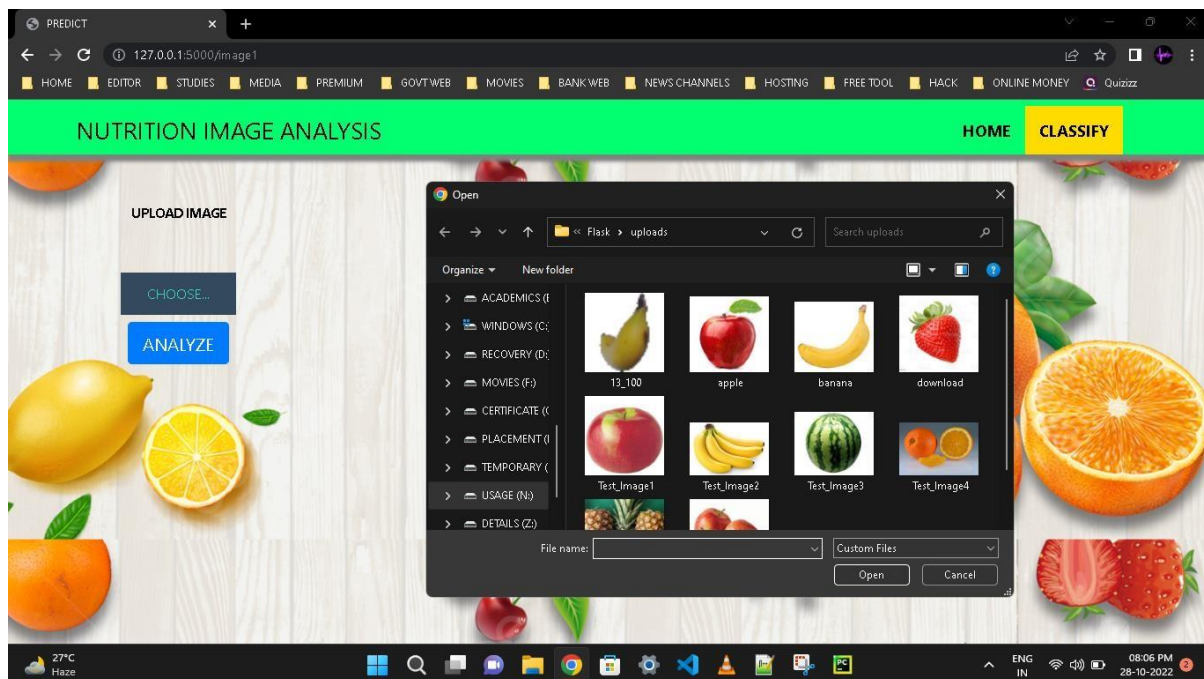 PREDICT
127.0.0.1:5000/image1
HOME EDITOR STUDIES MEDIA PREMIUM GOVT WEB MOVIES BANK WEB NEWS CHANNELS HOSTING FREE TOOL HACK ONLINE MONEY Quizizz
NUTRITION IMAGE ANALYSIS HOME CLASSIFY
UPLOAD IMAGE
CHOOSE...
ANALYZE
Open
« Flask › uploads Search uploads
Organize New folder
ACADEMICS (E
WINDOWS (C:
RECOVERY (D:
MOVIES (F:)
CERTIFICATE (
PLACEMENT (
TEMPORARY (
USAGE (N:)
DETAILS (Z:)
13_100 apple banana download
Test_Image1 Test_Image2 Test_Image3 Test_Image4
File name: Custom Files
Open Cancel
27°C
Haze
ENG
IN
08:06 PM
28-10-2022
2